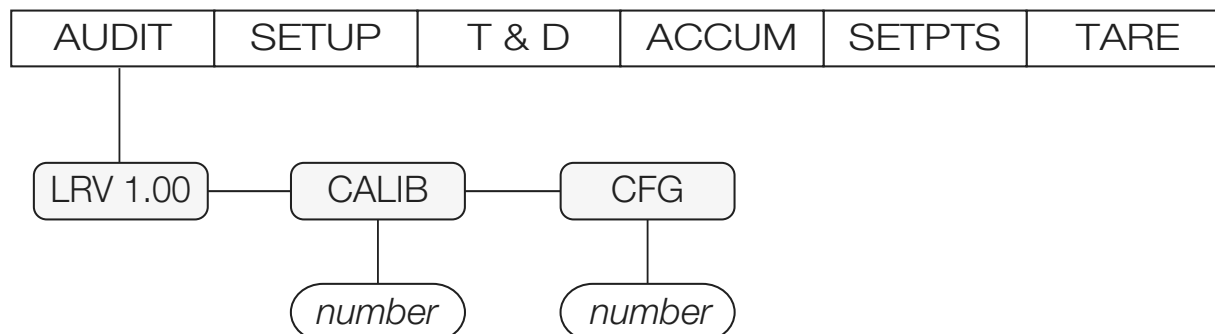 AUDIT SETUP T & D ACCUM SETPTS TARE
LRV 1.00 CALIB CFG
number number